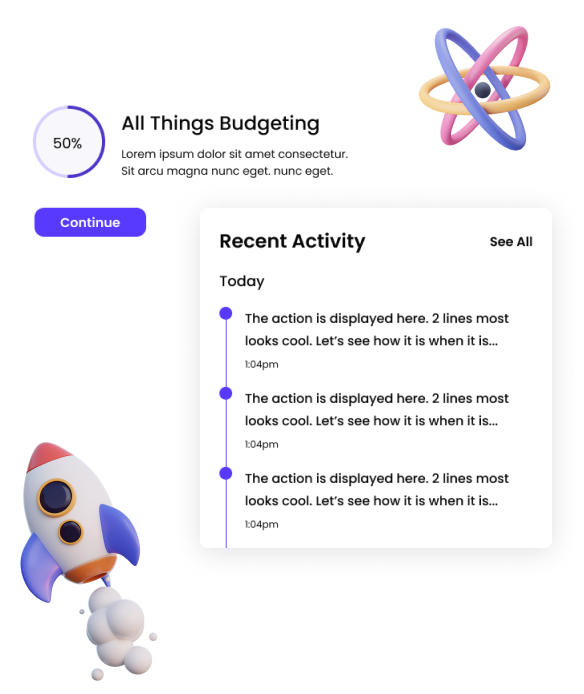 50%
All Things Budgeting
Lorem ipsum dolor sit amet consectetur.
Sit arcu magna nunc eget. nunc eget.
Continue
Recent Activity
See All
Today
The action is displayed here. 2 lines most
looks cool. Let’s see how it is when it is...
1:04pm
The action is displayed here. 2 lines most
looks cool. Let’s see how it is when it is...
1:04pm
The action is displayed here. 2 lines most
looks cool. Let’s see how it is when it is...
1:04pm